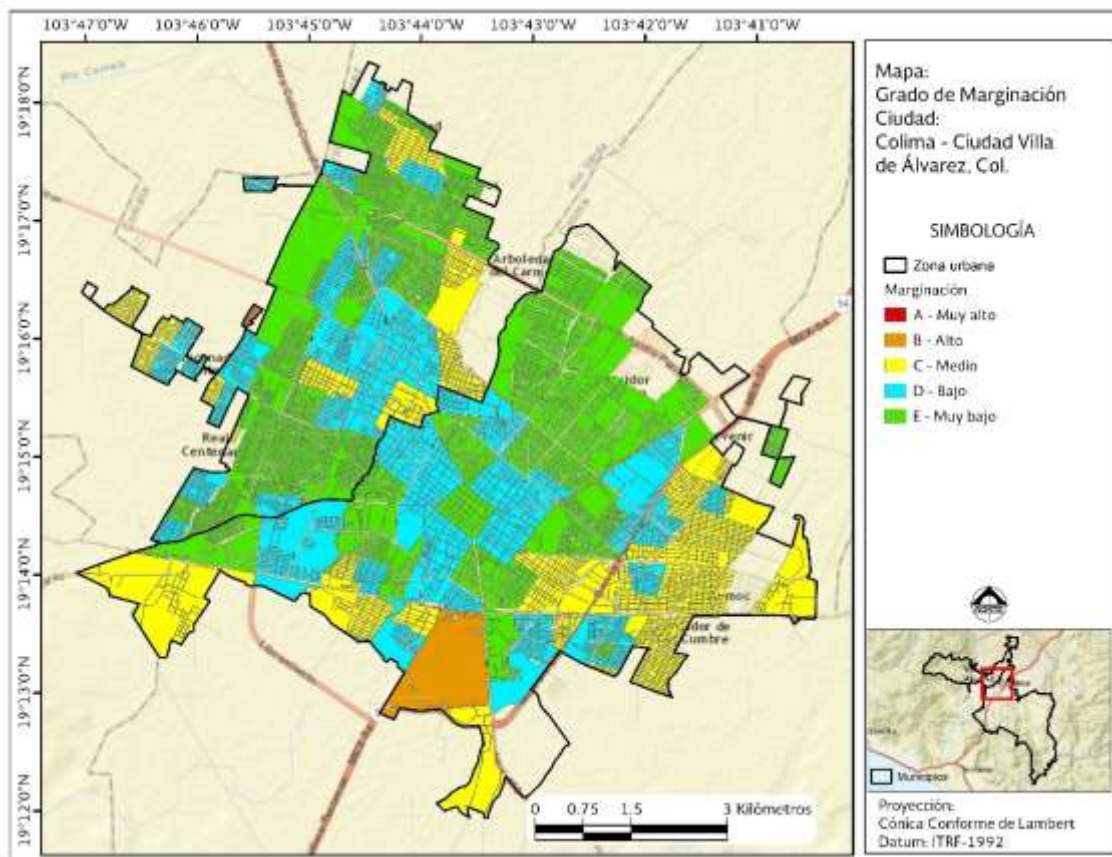 103°47'0"W 103°46'0"W 103°45'0"W 103°44'0"W 103°43'0"W 103°42'0"W 103°41'0"W
19°18'0"N
19°17'0"N
19°16'0"N
19°15'0"N
19°14'0"N
19°13'0"N
19°12'0"N
Arboleda
del Carm
Real
Centenar
ador de
Cumbre
0 0.75 1.5 3 Kilómetros
Mapa:
Grado de Marginación
Ciudad:
Colima - Ciudad Villa
de Álvarez, Col.
SIMBOLOGÍA
Zona urbana
Marginación
A - Muy alto
B - Alto
C - Medio
D - Bajo
E - Muy bajo
Municipios
Proyección:
Cónica Conforme de Lambert
Datum: ITRF-1992